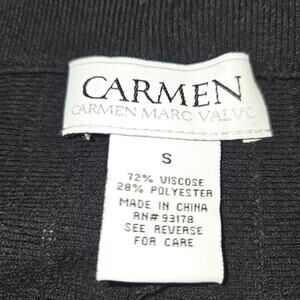 CARMEN
CARMEN MARC VALVO
S
72% VISCOSE
28% POLYESTER
MADE IN CHINA
RN# 93178
SEE REVERSE
FOR CARE